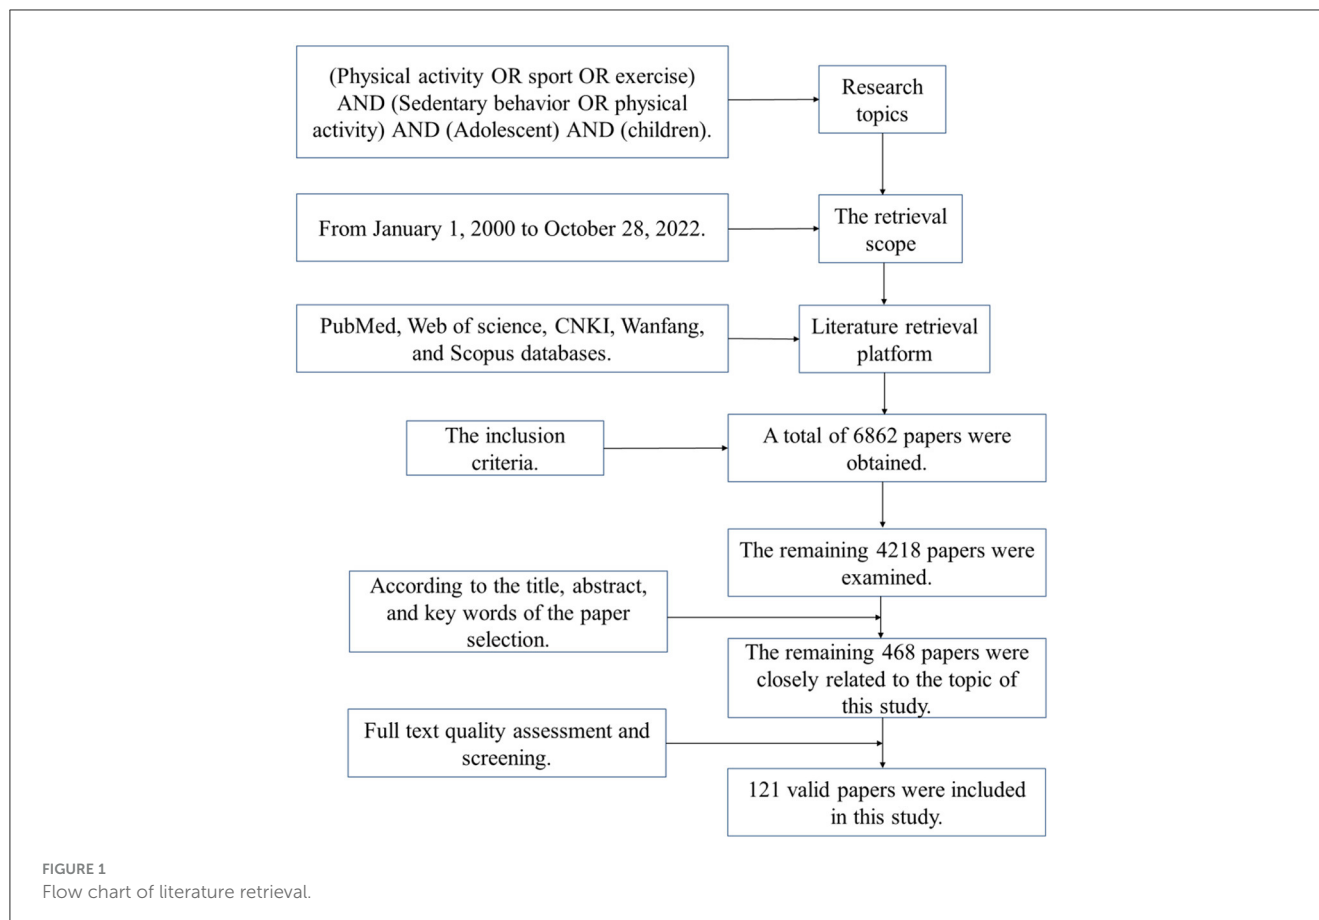 (Physical activity OR sport OR exercise)
AND (Sedentary behavior OR physical
activity) AND (Adolescent) AND (children).
Research
topics
From January 1, 2000 to October 28, 2022.
The retrieval
scope
PubMed, Web of science, CNKI, Wanfang,
and Scopus databases.
Literature retrieval
platform
The inclusion
criteria.
A total of 6862 papers were
obtained.
The remaining 4218 papers were
examined.
According to the title, abstract,
and key words of the paper
selection.
The remaining 468 papers were
closely related to the topic of
this study.
Full text quality assessment and
screening.
121 valid papers were included
in this study.
FIGURE 1
Flow chart of literature retrieval.